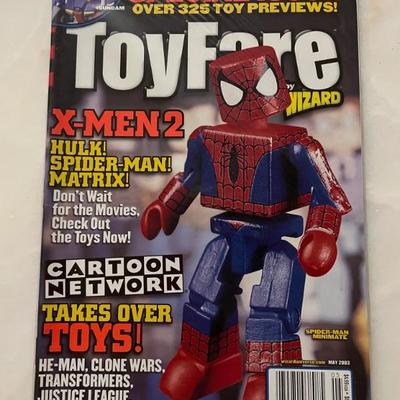 GUNDAM
OVER 325 TOY PREVIEWS!
ToyFare
by
WIZARD
X-MEN 2
HULK!
SPIDER-MAN!
MATRIX!
Don't Wait
for the Movies,
Check Out
the Toys Now!
CARTOON
NETWORK
TAKES OVER
TOYS!
HE-MAN, CLONE WARS,
TRANSFORMERS,
JUSTICE LEAGUE
SPIDER-MAN
MINIMATE
MAY 2003